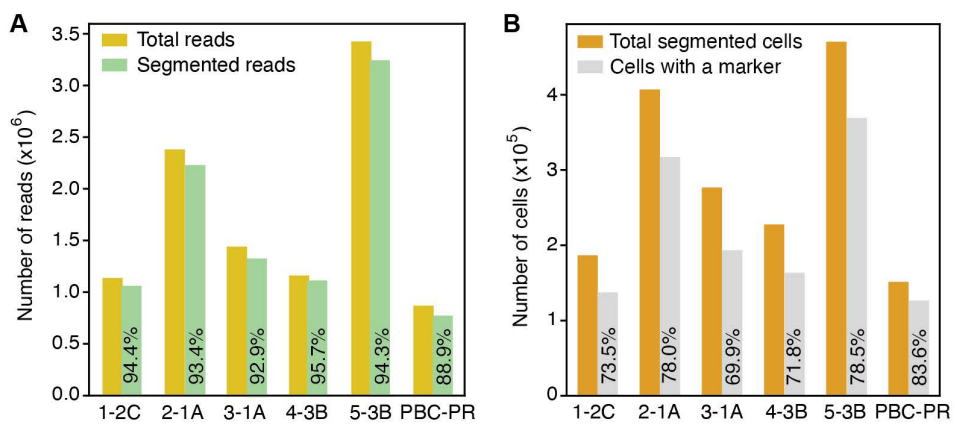 A
Number of reads (x10⁶)
3.5
3.0
2.5
2.0
1.5
1.0
0.5
0.0
Total reads
Segmented reads
94.4%
93.4%
92.9%
95.7%
94.3%
88.9%
1-2C 2-1A 3-1A 4-3B 5-3B PBC-PR
B
Number of cells (x10⁵)
4
3
2
1
0
Total segmented cells
Cells with a marker
73.5%
78.0%
69.9%
71.8%
78.5%
83.6%
1-2C 2-1A 3-1A 4-3B 5-3B PBC-PR